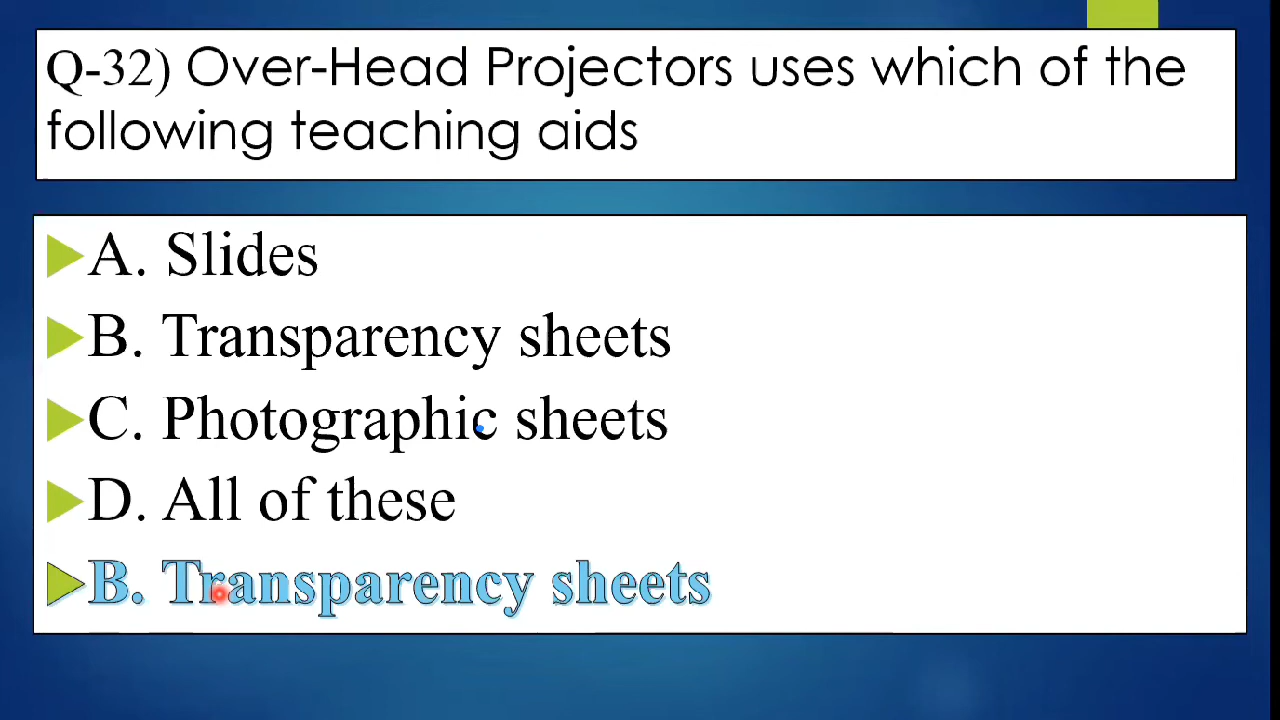 Q-32) Over-Head Projectors uses which of the
following teaching aids
A. Slides
B. Transparency sheets
C. Photographic sheets
D. All of these
B. Transparency sheets